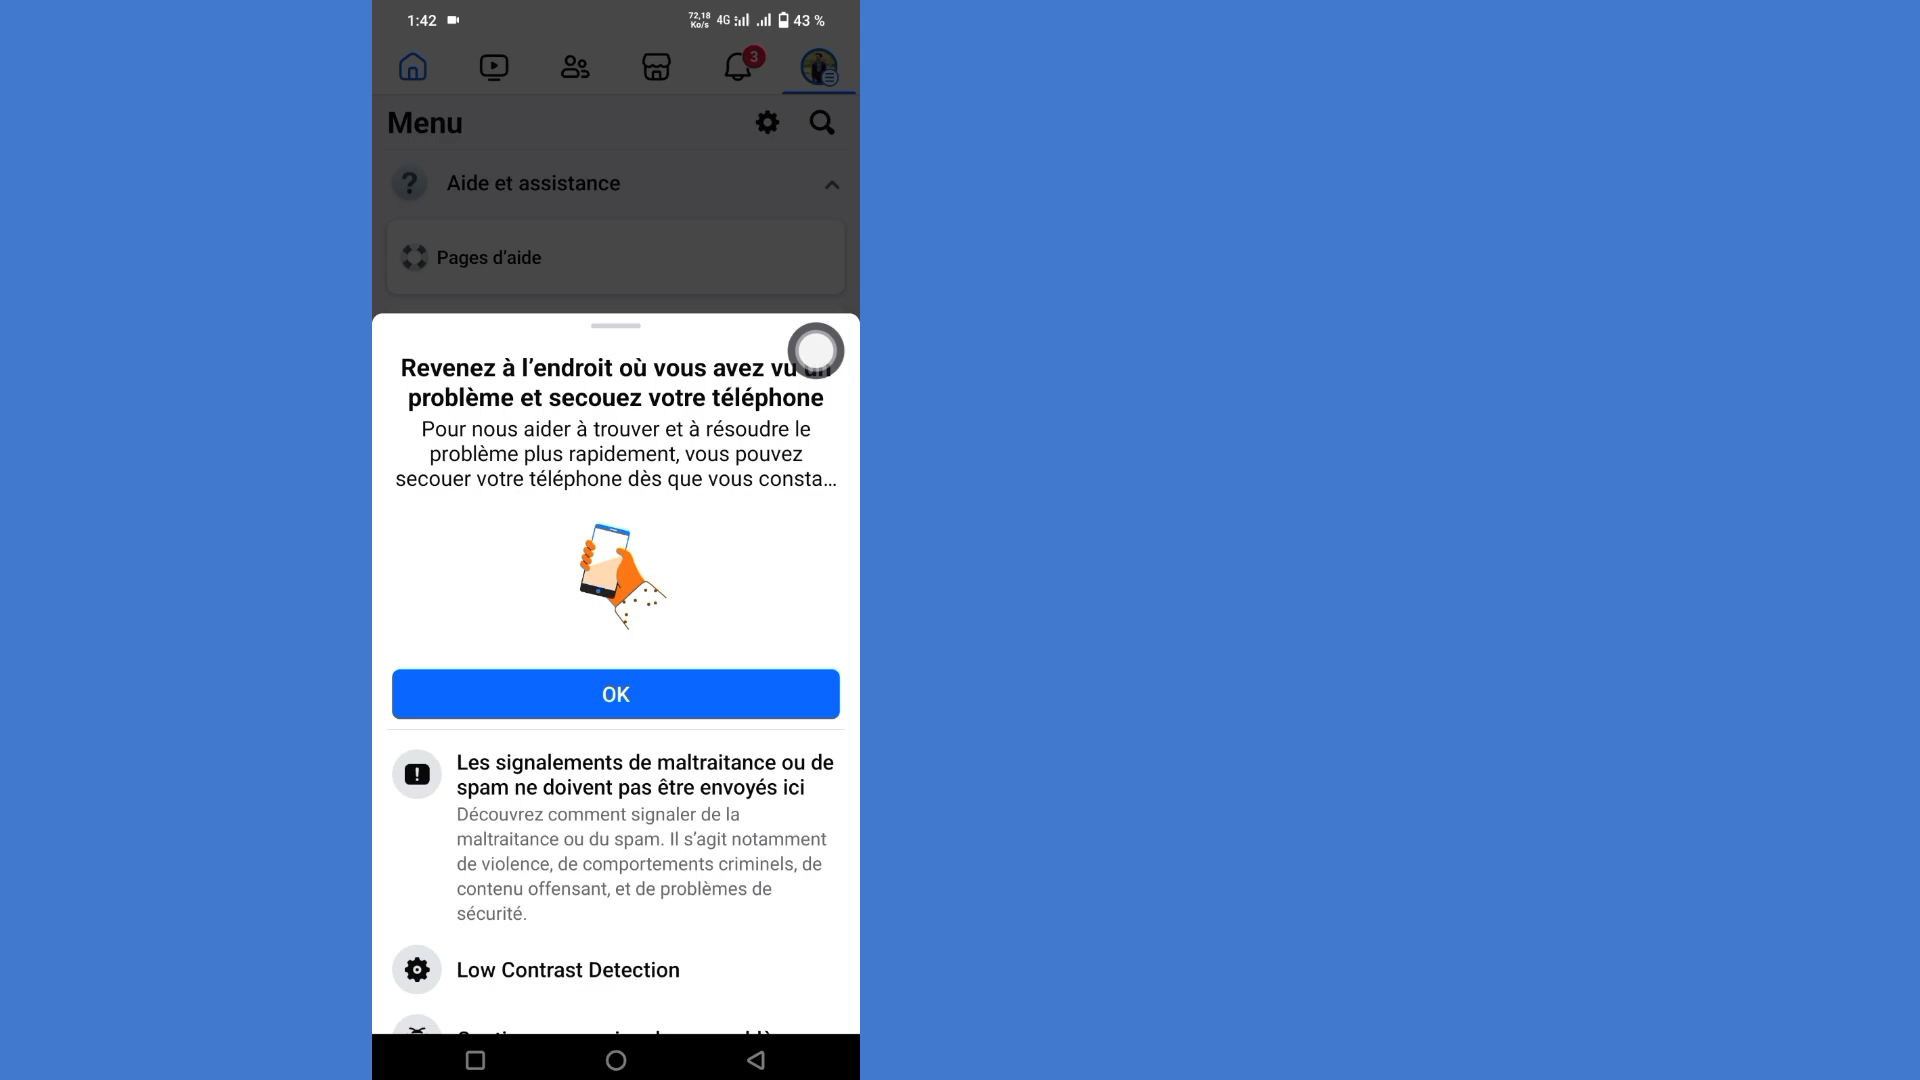 1:42 72,18 Ko/s 4G 43 %
3
Menu
Aide et assistance
Pages d’aide
Revenez à l’endroit où vous avez vu un
problème et secouez votre téléphone
Pour nous aider à trouver et à résoudre le
problème plus rapidement, vous pouvez
secouer votre téléphone dès que vous consta...
OK
Les signalements de maltraitance ou de
spam ne doivent pas être envoyés ici
Découvrez comment signaler de la
maltraitance ou du spam. Il s’agit notamment
de violence, de comportements criminels, de
contenu offensant, et de problèmes de
sécurité.
Low Contrast Detection